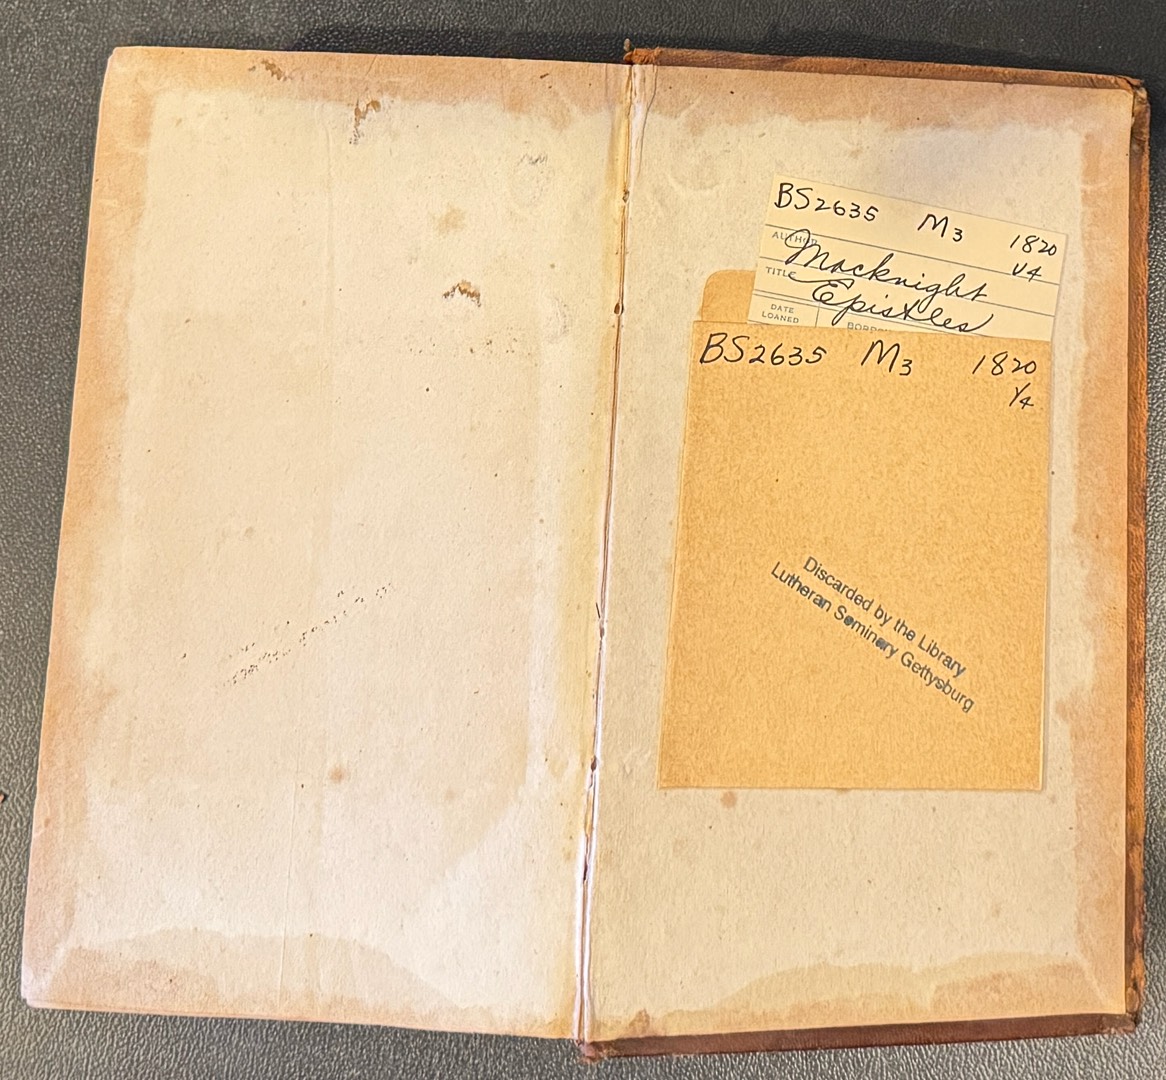 BS2635 M3 1820
V4
AUTHOR
Macknight
TITLE
Epistles
DATE
LOANED
BS2635 M3 1820
V4
Discarded by the Library
Lutheran Seminary Gettysburg